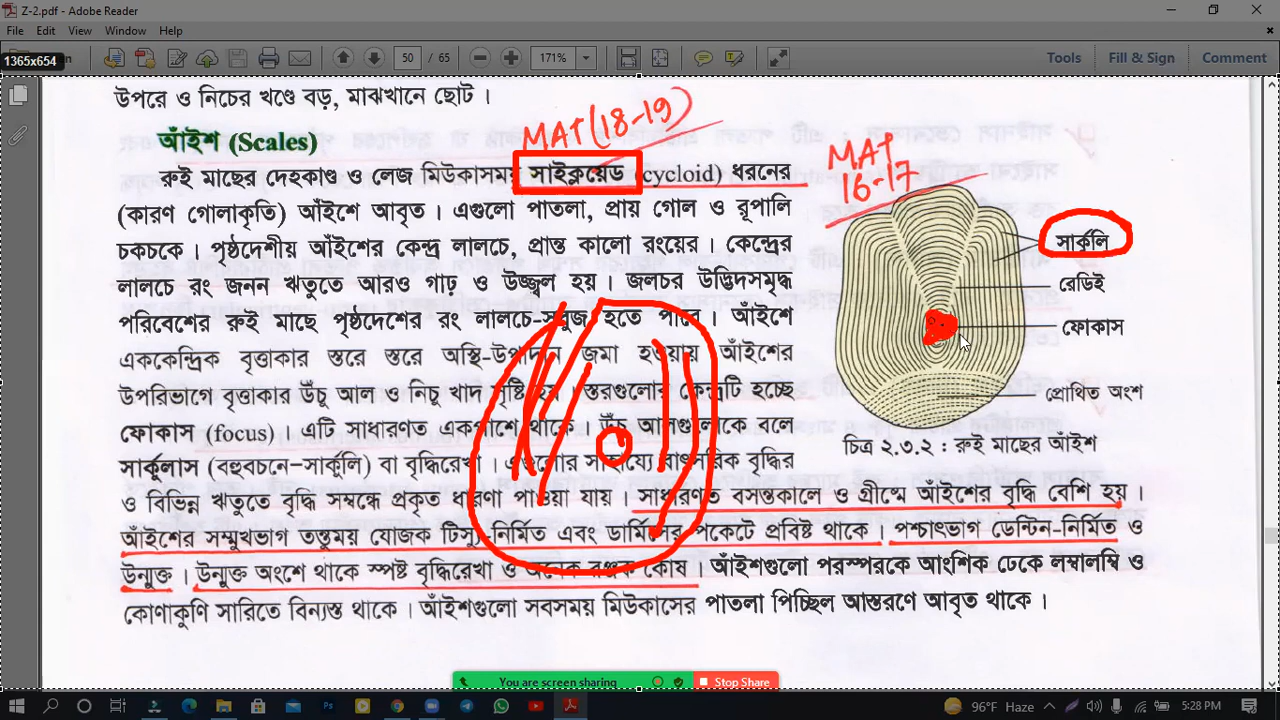 Z-2.pdf - Adobe Reader
File Edit View Window Help
1365x654
50 / 65
171%
Tools Fill & Sign Comment
উপরে ও নিচের খণ্ডে বড়, মাঝখানে ছোট ।
MAT (18-19)
আঁইশ (Scales)
রুই মাছের দেহকাণ্ড ও লেজ মিউকাসময় সাইক্লয়েড (cycloid) ধরনের
(কারণ গোলাকৃতি) আঁইশে আবৃত । এগুলো পাতলা, প্রায় গোল ও রূপালি
চকচকে । পৃষ্ঠদেশীয় আঁইশের কেন্দ্র লালচে, প্রান্ত কালো রংয়ের । কেন্দ্রের
লালচে রং জনন ঋতুতে আরও গাঢ় ও উজ্জ্বল হয় । জলচর উদ্ভিদসমৃদ্ধ
পরিবেশের রুই মাছে পৃষ্ঠদেশের রং লালচে-সবুজ হতে পারে । আঁইশে
এককেন্দ্রিক বৃত্তাকার স্তরে স্তরে অস্থি-উপাদান জমা হওয়ায় আঁইশের
উপরিভাগে বৃত্তাকার উঁচু আল ও নিচু খাদ সৃষ্টি হয় । স্তরগুলোর কেন্দ্রটি হচ্ছে
ফোকাস (focus) । এটি সাধারণত একপাশে থাকে । উঁচু আলগুলোকে বলে
সার্কুলাস (বহুবচনে-সার্কুলি) বা বৃদ্ধিরেখা । এগুলোর সাহায্যে বাৎসরিক বৃদ্ধির
ও বিভিন্ন ঋতুতে বৃদ্ধি সম্বন্ধে প্রকৃত ধারণা পাওয়া যায় । সাধারণত বসন্তকালে ও গ্রীষ্মে আঁইশের বৃদ্ধি বেশি হয় ।
আঁইশের সম্মুখভাগ তন্তুময় যোজক টিস্যু-নির্মিত এবং ডার্মিসের পকেটে প্রবিষ্ট থাকে । পশ্চাৎভাগ ডেন্টিন-নির্মিত ও
উন্মুক্ত । উন্মুক্ত অংশে থাকে স্পষ্ট বৃদ্ধিরেখা ও অনেক রঞ্জক কোষ । আঁইশগুলো পরস্পরকে আংশিক ঢেকে লম্বালম্বি ও
কোণাকুণি সারিতে বিন্যস্ত থাকে । আঁইশগুলো সবসময় মিউকাসের পাতলা পিচ্ছিল আস্তরণে আবৃত থাকে ।
MAT
16-17
সার্কুলি
রেডিই
ফোকাস
প্রোথিত অংশ
চিত্র ২.৩.২ : রুই মাছের আঁইশ
You are screen sharing Stop Share
96°F Haze 5:28 PM